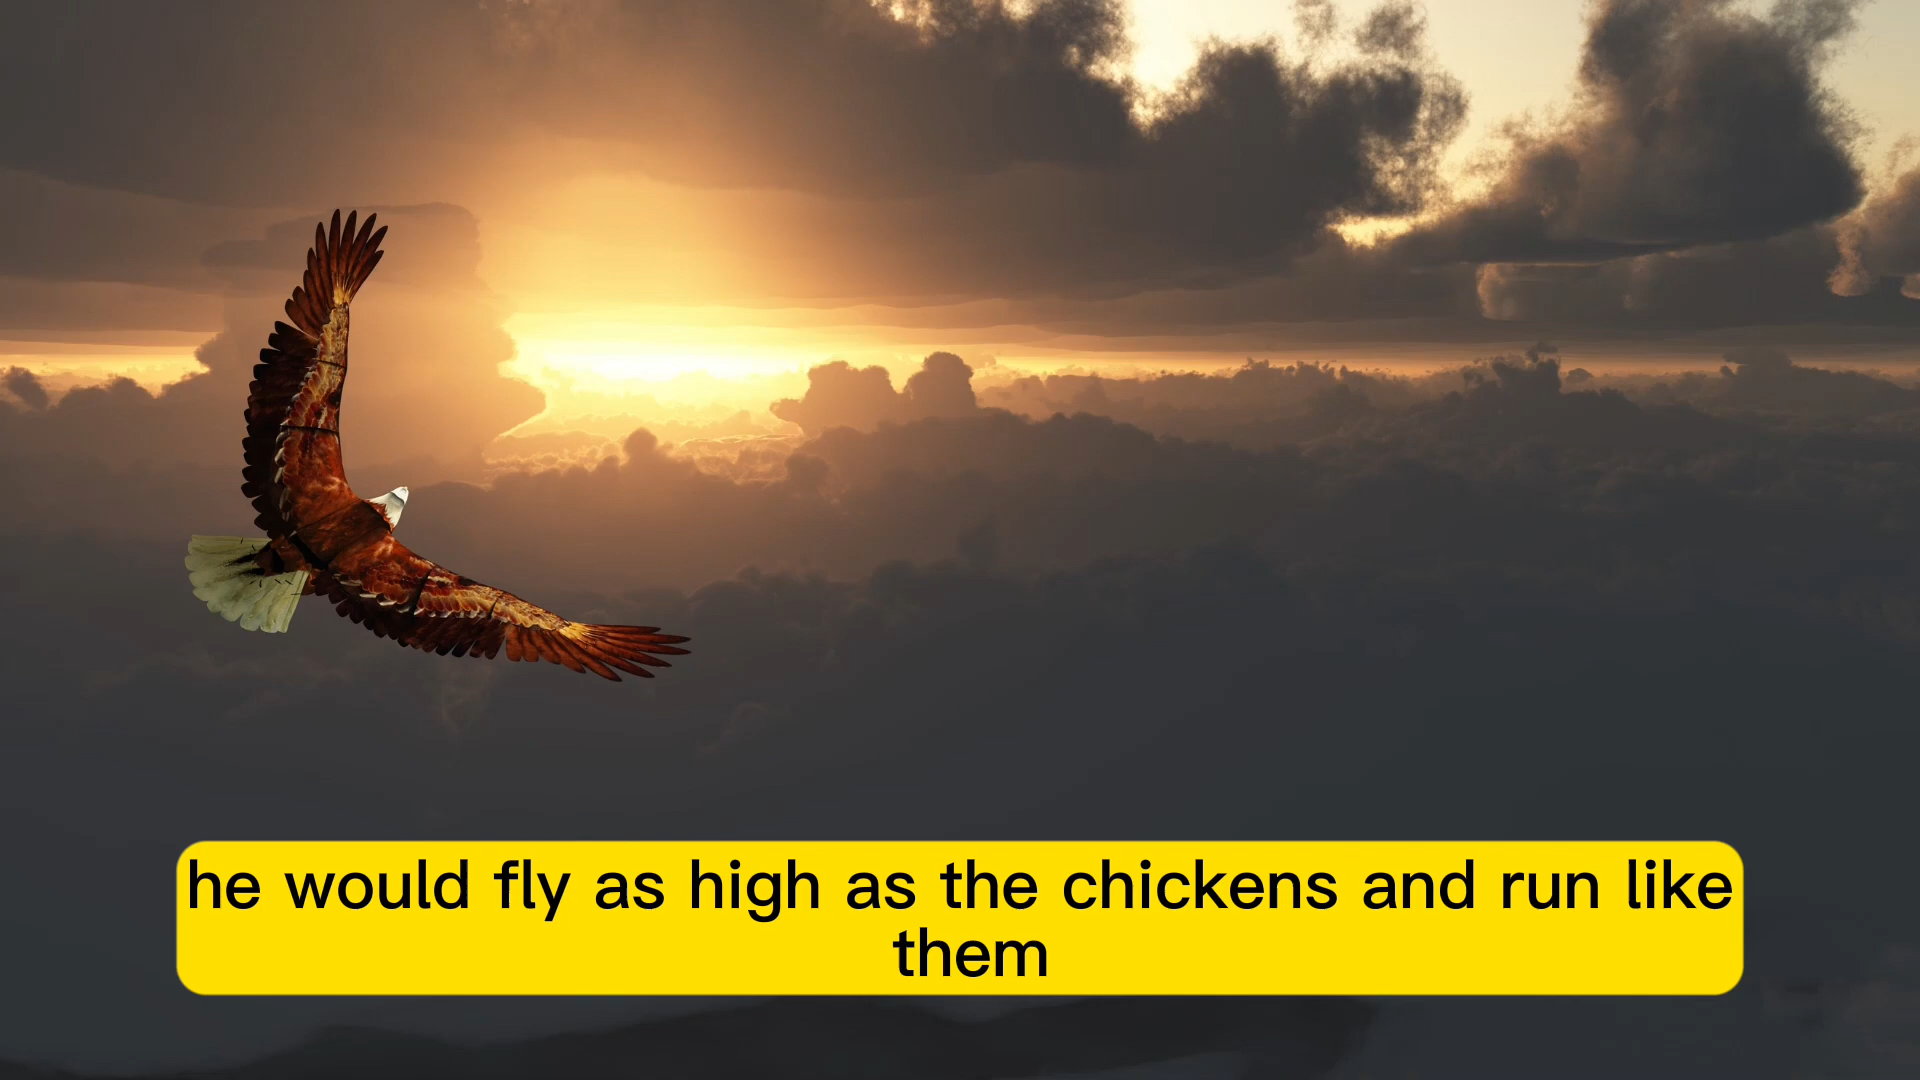 he would fly as high as the chickens and run like
them